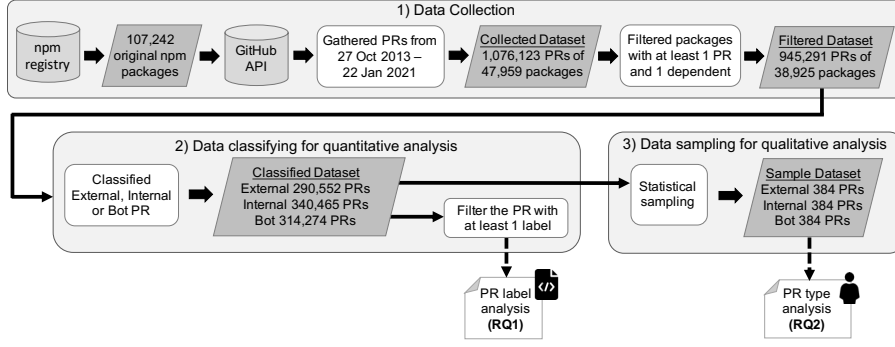 1) Data Collection
npm
registry
107,242
original npm
packages
GitHub
API
Gathered PRs from
27 Oct 2013 –
22 Jan 2021
Collected Dataset
1,076,123 PRs of
47,959 packages
Filtered packages
with at least 1 PR
and 1 dependent
Filtered Dataset
945,291 PRs of
38,925 packages
2) Data classifying for quantitative analysis
Classified
External, Internal
or Bot PR
Classified Dataset
External 290,552 PRs
Internal 340,465 PRs
Bot 314,274 PRs
Filter the PR with
at least 1 label
PR label
analysis
(RQ1)
3) Data sampling for qualitative analysis
Statistical
sampling
Sample Dataset
External 384 PRs
Internal 384 PRs
Bot 384 PRs
PR type
analysis
(RQ2)